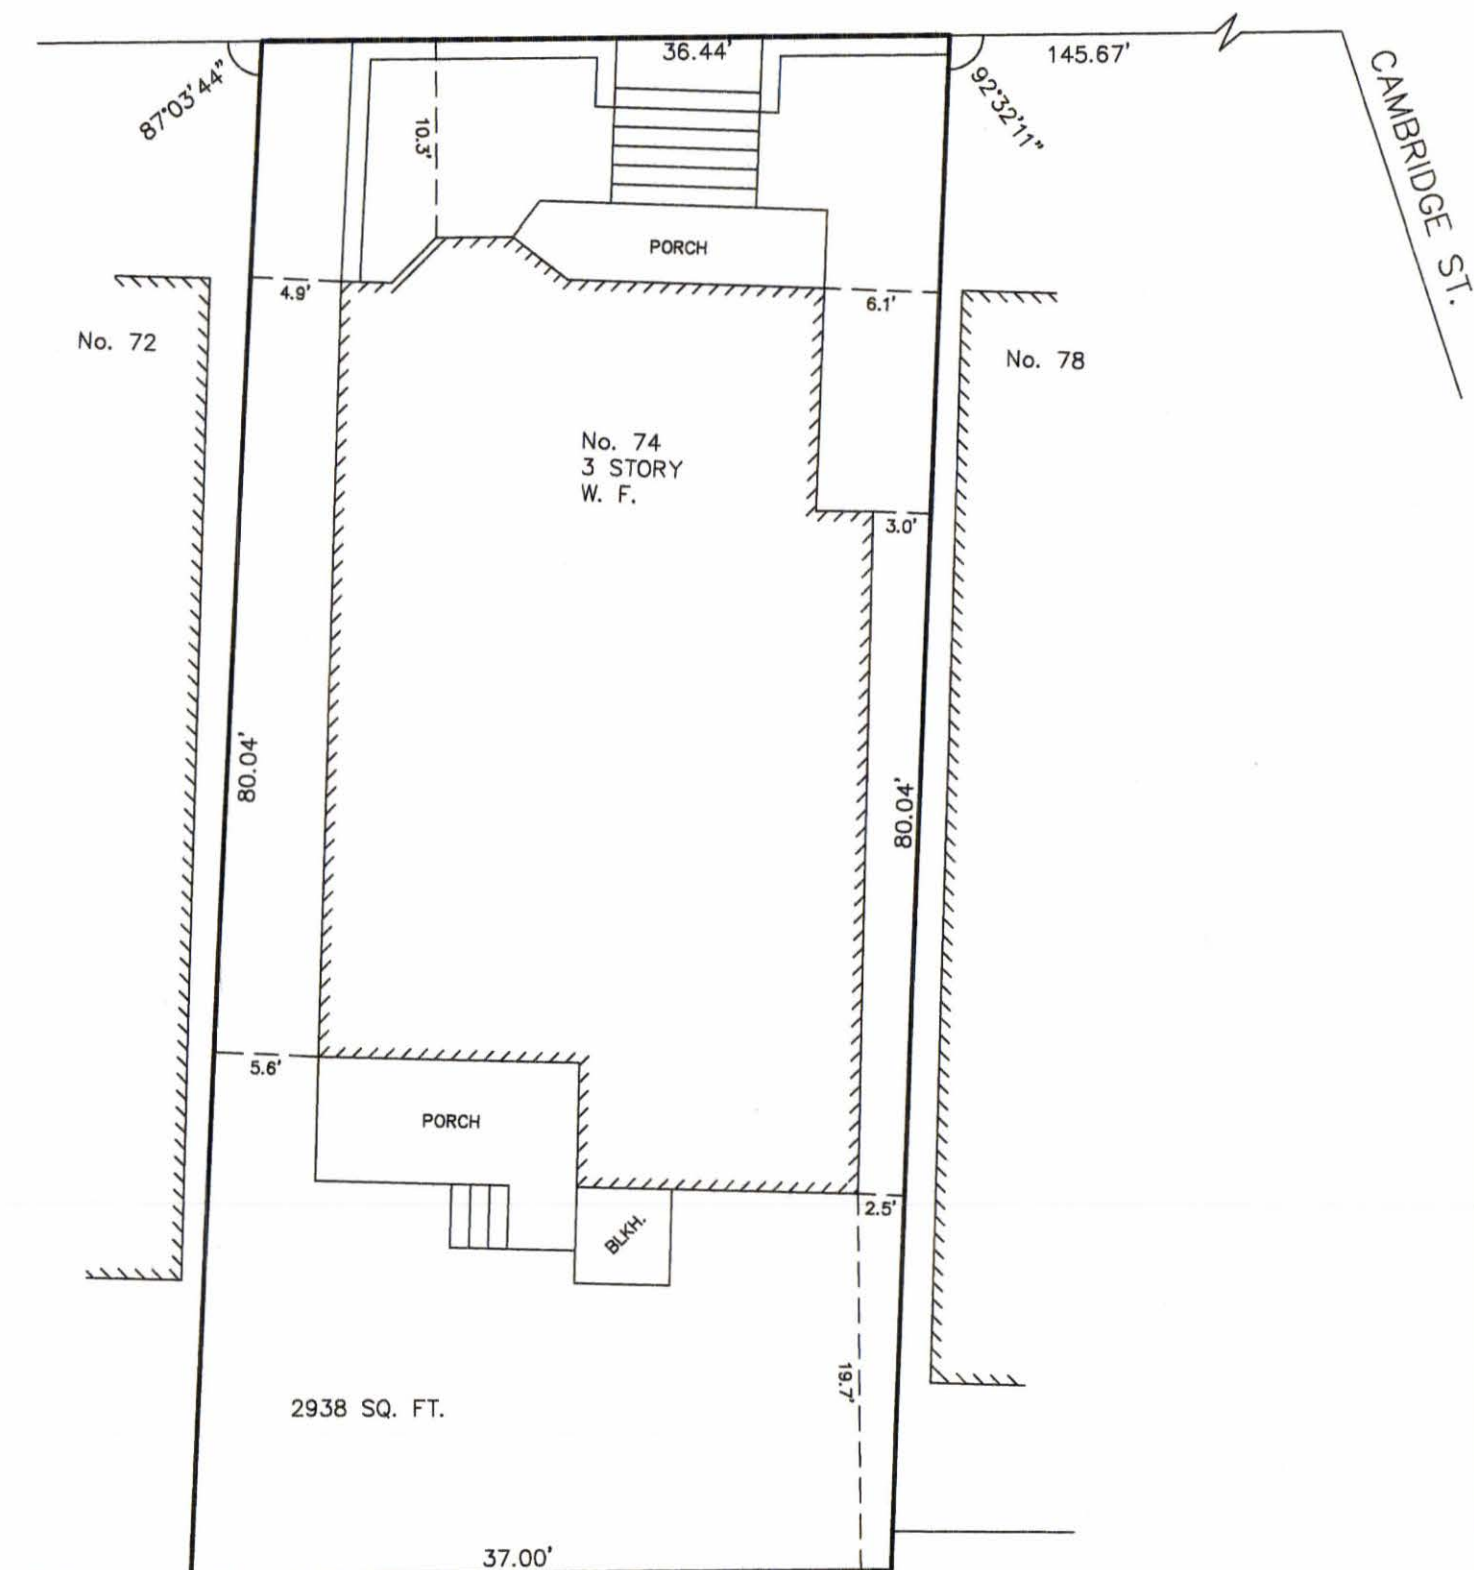 36.44'
145.67'
87°03'44"
92°32'11"
CAMBRIDGE ST.
10.3'
PORCH
4.9'
6.1'
No. 72
No. 78
No. 74
3 STORY
W. F.
3.0'
80.04'
80.04'
5.6'
PORCH
2.5'
BLKH.
19.7'
2938 SQ. FT.
37.00'